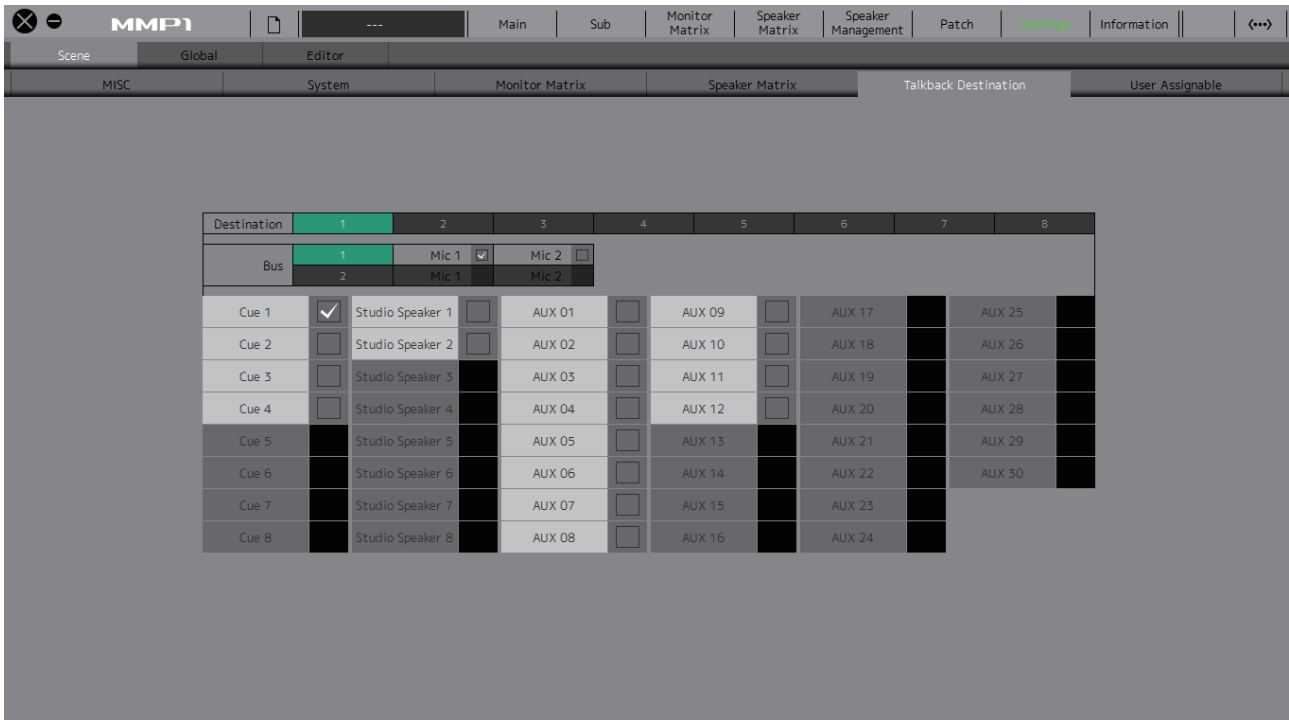 MMP1 --- Main Sub Monitor Matrix Speaker Matrix Speaker Management Patch Settings Information
Scene Global Editor
MISC System Monitor Matrix Speaker Matrix Talkback Destination User Assignable
Destination 1 2 3 4 5 6 7 8
Bus
1 Mic 1 Mic 2
2 Mic 1 Mic 2
Cue 1 Studio Speaker 1 AUX 01 AUX 09 AUX 17 AUX 25
Cue 2 Studio Speaker 2 AUX 02 AUX 10 AUX 18 AUX 26
Cue 3 Studio Speaker 3 AUX 03 AUX 11 AUX 19 AUX 27
Cue 4 Studio Speaker 4 AUX 04 AUX 12 AUX 20 AUX 28
Cue 5 Studio Speaker 5 AUX 05 AUX 13 AUX 21 AUX 29
Cue 6 Studio Speaker 6 AUX 06 AUX 14 AUX 22 AUX 30
Cue 7 Studio Speaker 7 AUX 07 AUX 15 AUX 23
Cue 8 Studio Speaker 8 AUX 08 AUX 16 AUX 24